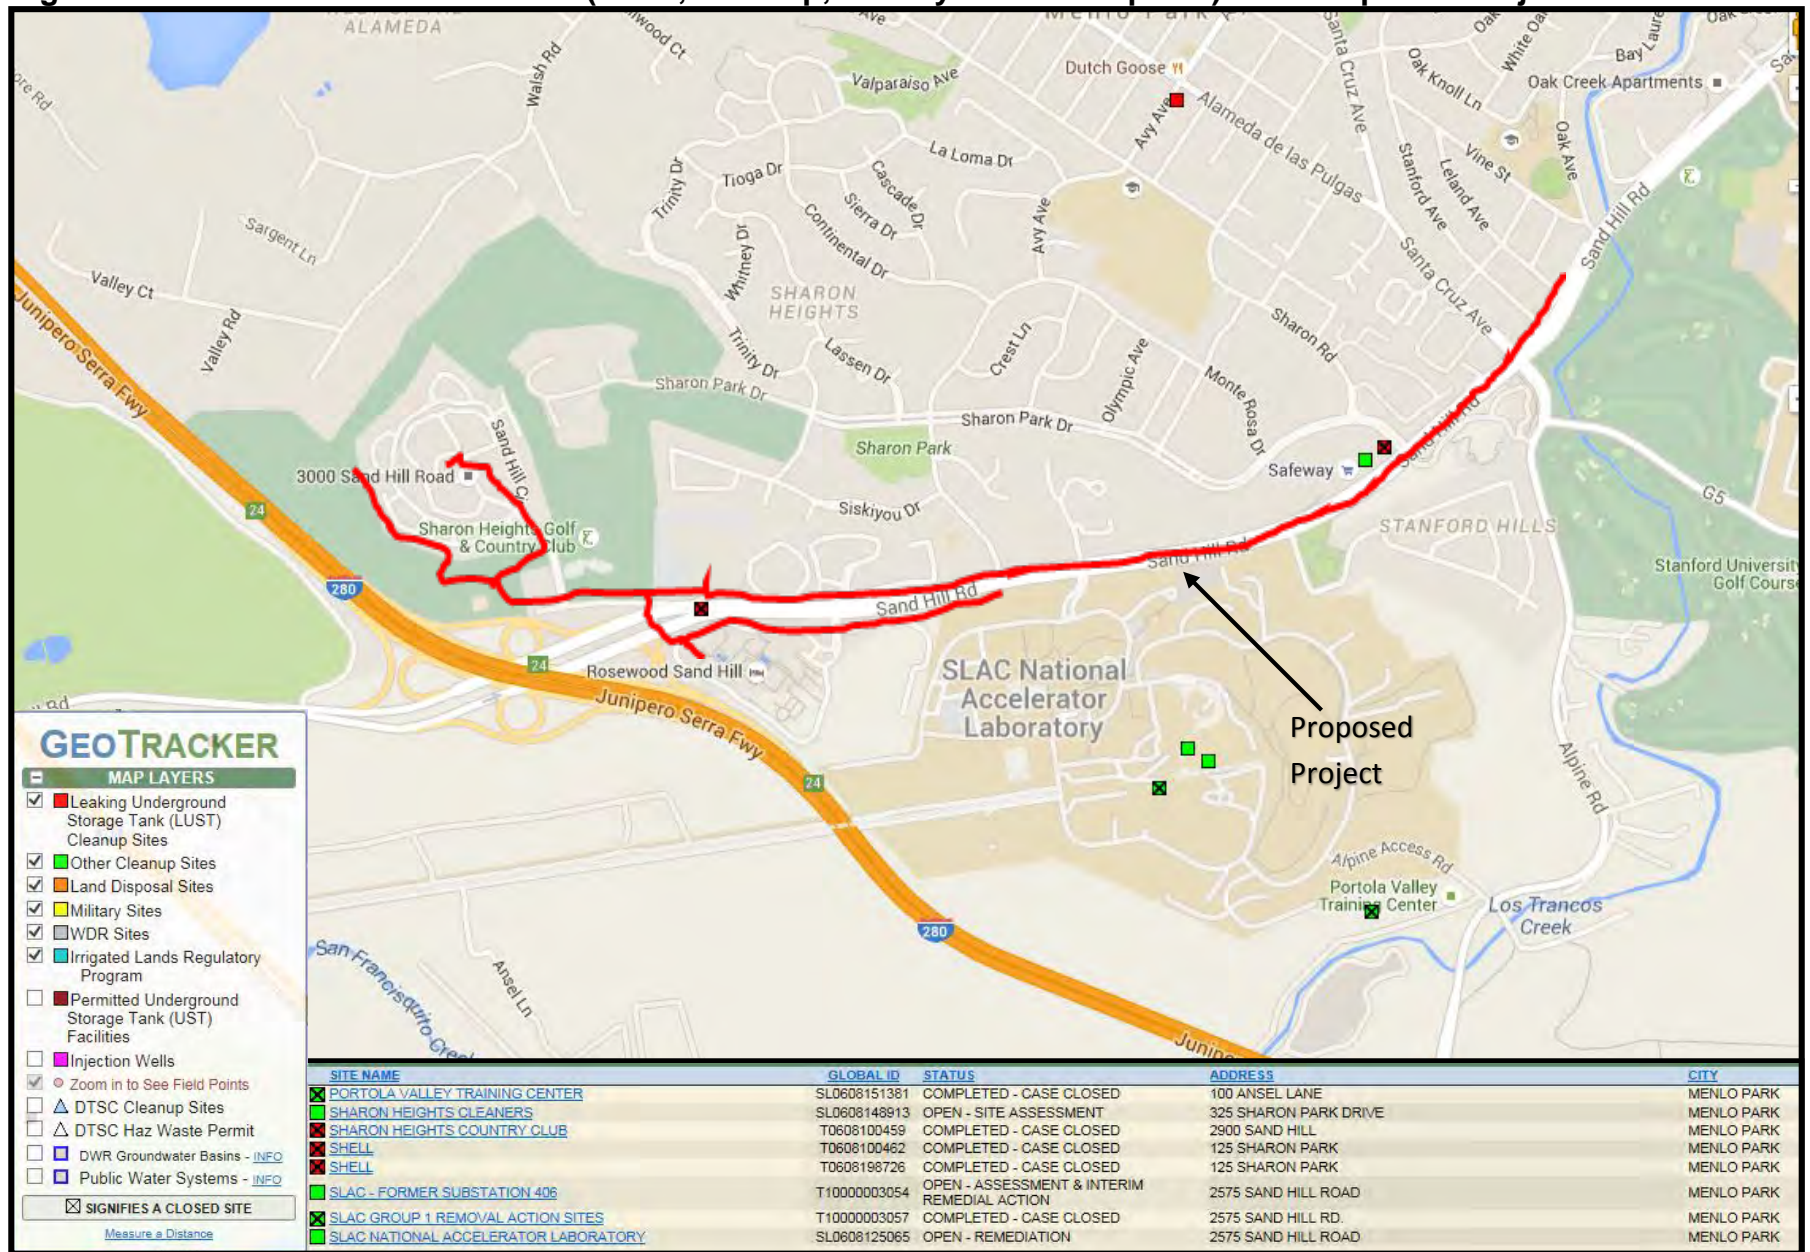 ALAMEDA
Walsh Rd
Valparaiso Ave
Ave
Dutch Goose
Santa Cruz Ave
Oak Knoll Ln
White Oak
Bay Laurel
Oak Creek Apartments
Alameda de las Pulgas
Avy Ave
La Loma Dr
Tioga Dr
Cascade Dr
Sierra Dr
Continental Dr
Trinity Dr
Whitney Dr
Avy Ave
Stanford Ave
Leland Ave
Vine St
Oak Ave
Sand Hill Rd
Sargent Ln
Valley Ct
Valley Rd
Junipero Serra Fwy
SHARON
HEIGHTS
Trinity Dr
Lassen Dr
Crest Ln
Olympic Ave
Monte Rosa Dr
Sharon Rd
Santa Cruz Ave
Sharon Park Dr
Sharon Park Dr
Sharon Park
Safeway
Sand Hill Rd
3000 Sand Hill Road
Sand Hill Ci
Sharon Heights Golf
& Country Club
Siskiyou Dr
STANFORD HILLS
G5
Stanford University
Golf Course
24
280
Sand Hill Rd
Sand Hill Rd
24
Rosewood Sand Hill
Junipero Serra Fwy
24
SLAC National
Accelerator
Laboratory
Proposed
Project
Alpine Rd
Alpine Access Rd
Portola Valley
Training Center
Los Trancos
Creek
280
San Francisquito Creek
Ansel Ln
Junipe
GEOTRACKER
MAP LAYERS
Leaking Underground
Storage Tank (LUST)
Cleanup Sites
Other Cleanup Sites
Land Disposal Sites
Military Sites
WDR Sites
Irrigated Lands Regulatory
Program
Permitted Underground
Storage Tank (UST)
Facilities
Injection Wells
Zoom in to See Field Points
DTSC Cleanup Sites
DTSC Haz Waste Permit
DWR Groundwater Basins - INFO
Public Water Systems - INFO
SIGNIFIES A CLOSED SITE
Measure a Distance
SITE NAME GLOBAL ID STATUS ADDRESS CITY
PORTOLA VALLEY TRAINING CENTER SL0608151381 COMPLETED - CASE CLOSED 100 ANSEL LANE MENLO PARK
SHARON HEIGHTS CLEANERS SL0608148913 OPEN - SITE ASSESSMENT 325 SHARON PARK DRIVE MENLO PARK
SHARON HEIGHTS COUNTRY CLUB T0608100459 COMPLETED - CASE CLOSED 2900 SAND HILL MENLO PARK
SHELL T0608100462 COMPLETED - CASE CLOSED 125 SHARON PARK MENLO PARK
SHELL T0608198726 COMPLETED - CASE CLOSED 125 SHARON PARK MENLO PARK
SLAC - FORMER SUBSTATION 406 T10000003054 OPEN - ASSESSMENT & INTERIM REMEDIAL ACTION 2575 SAND HILL ROAD MENLO PARK
SLAC GROUP 1 REMOVAL ACTION SITES T10000003057 COMPLETED - CASE CLOSED 2575 SAND HILL RD. MENLO PARK
SLAC NATIONAL ACCELERATOR LABORATORY SL0608125065 OPEN - REMEDIATION 2575 SAND HILL ROAD MENLO PARK